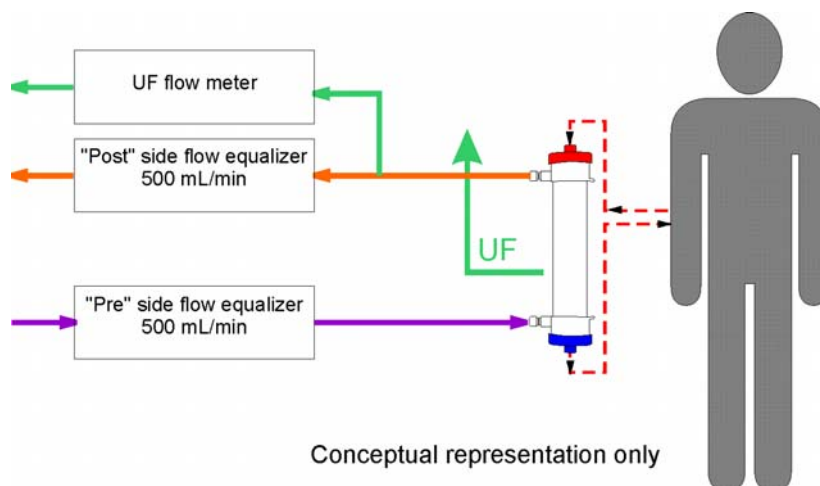 UF flow meter
"Post" side flow equalizer
500 mL/min
UF
"Pre" side flow equalizer
500 mL/min
Conceptual representation only